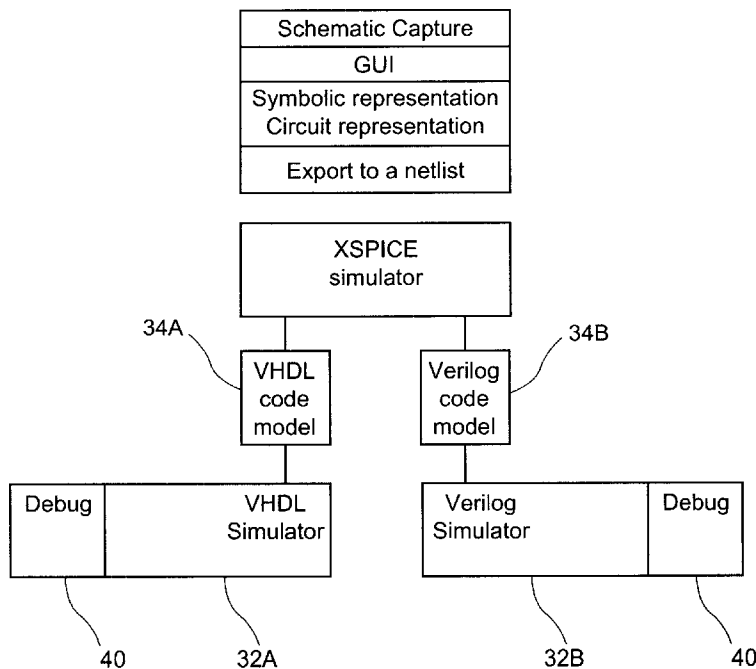 Schematic Capture
GUI
Symbolic representation
Circuit representation
Export to a netlist
XSPICE
simulator
34A
34B
VHDL
code
model
Verilog
code
model
Debug
VHDL
Simulator
Verilog
Simulator
Debug
40
32A
32B
40